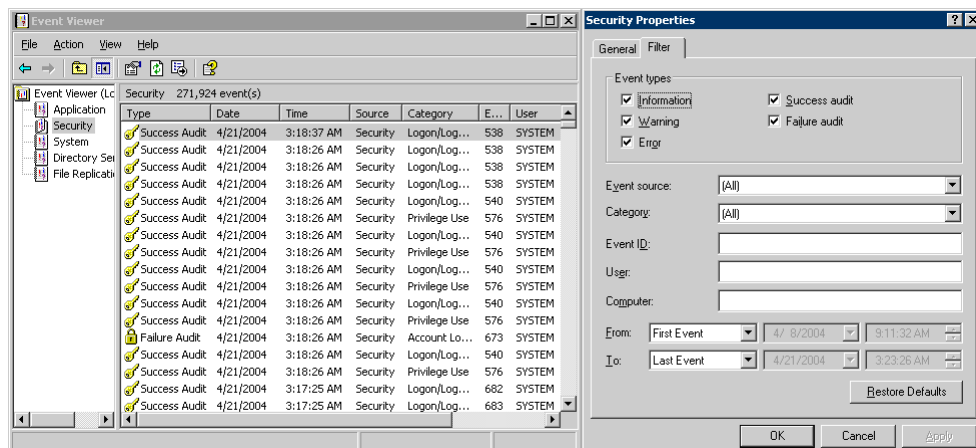 Event Viewer
File Action View Help
Event Viewer (Lc
Application
Security
System
Directory Ser
File Replicati
Security 271,924 event(s)
Type Date Time Source Category E... User
Success Audit 4/21/2004 3:18:37 AM Security Logon/Log... 538 SYSTEM
Success Audit 4/21/2004 3:18:26 AM Security Logon/Log... 538 SYSTEM
Success Audit 4/21/2004 3:18:26 AM Security Logon/Log... 538 SYSTEM
Success Audit 4/21/2004 3:18:26 AM Security Logon/Log... 538 SYSTEM
Success Audit 4/21/2004 3:18:26 AM Security Logon/Log... 540 SYSTEM
Success Audit 4/21/2004 3:18:26 AM Security Privilege Use 576 SYSTEM
Success Audit 4/21/2004 3:18:26 AM Security Logon/Log... 540 SYSTEM
Success Audit 4/21/2004 3:18:26 AM Security Privilege Use 576 SYSTEM
Success Audit 4/21/2004 3:18:26 AM Security Logon/Log... 540 SYSTEM
Success Audit 4/21/2004 3:18:26 AM Security Privilege Use 576 SYSTEM
Success Audit 4/21/2004 3:18:26 AM Security Logon/Log... 540 SYSTEM
Success Audit 4/21/2004 3:18:26 AM Security Privilege Use 576 SYSTEM
Failure Audit 4/21/2004 3:18:26 AM Security Account Lo... 673 SYSTEM
Success Audit 4/21/2004 3:18:26 AM Security Logon/Log... 540 SYSTEM
Success Audit 4/21/2004 3:18:26 AM Security Privilege Use 576 SYSTEM
Success Audit 4/21/2004 3:17:25 AM Security Logon/Log... 682 SYSTEM
Success Audit 4/21/2004 3:17:25 AM Security Logon/Log... 683 SYSTEM
Security Properties
General Filter
Event types
Information Success audit
Warning Failure audit
Error
Event source: (All)
Category: (All)
Event ID:
User:
Computer:
From: First Event 4/ 8/2004 9:11:32 AM
To: Last Event 4/21/2004 3:23:26 AM
Restore Defaults
OK Cancel Apply